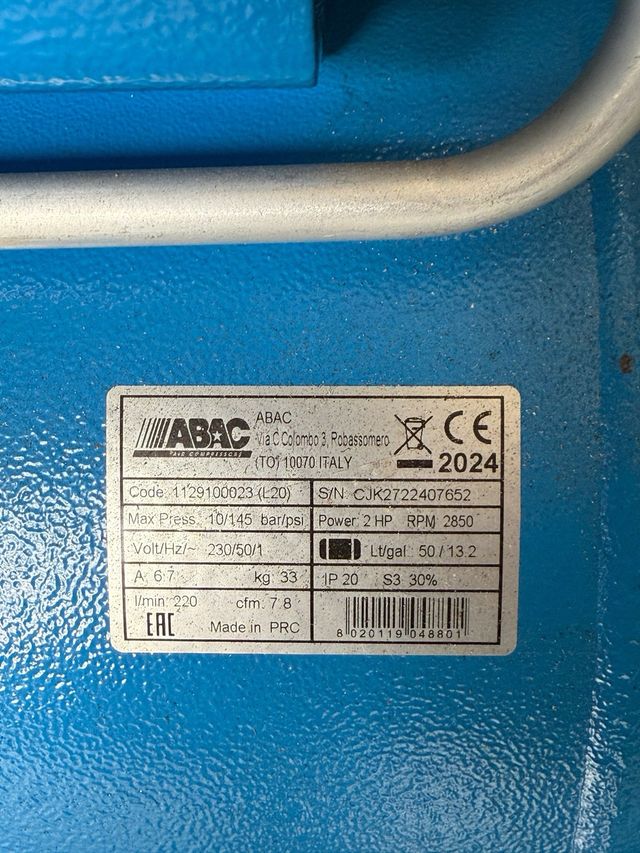 ABAC
AIR COMPRESSORS
ABAC
Via C.Colombo 3, Robassomero
(TO) 10070 ITALY
CE
2024
Code: 1129100023 (L20)
S/N: CJK2722407652
Max Press: 10/145 bar/psi
Power: 2 HP RPM 2850
Volt/Hz/~ 230/50/1
Lt/gal: 50 / 13.2
A 6.7 kg 33
IP 20 S3 30%
l/min: 220 cfm: 7.8
EAC Made in PRC
8 020119 048801